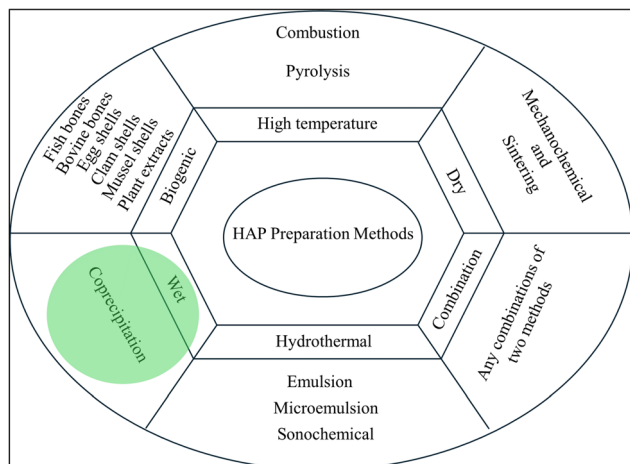 Combustion
Pyrolysis
High temperature
Fish bones
Bovine bones
Egg shells
Clam shells
Mussel shells
Plant extracts
Biogenic
Mechanochemical
and
Sintering
Dry
HAP Preparation Methods
Wet
Coprecipitation
Combination
Any combinations of
two methods
Hydrothermal
Emulsion
Microemulsion
Sonochemical